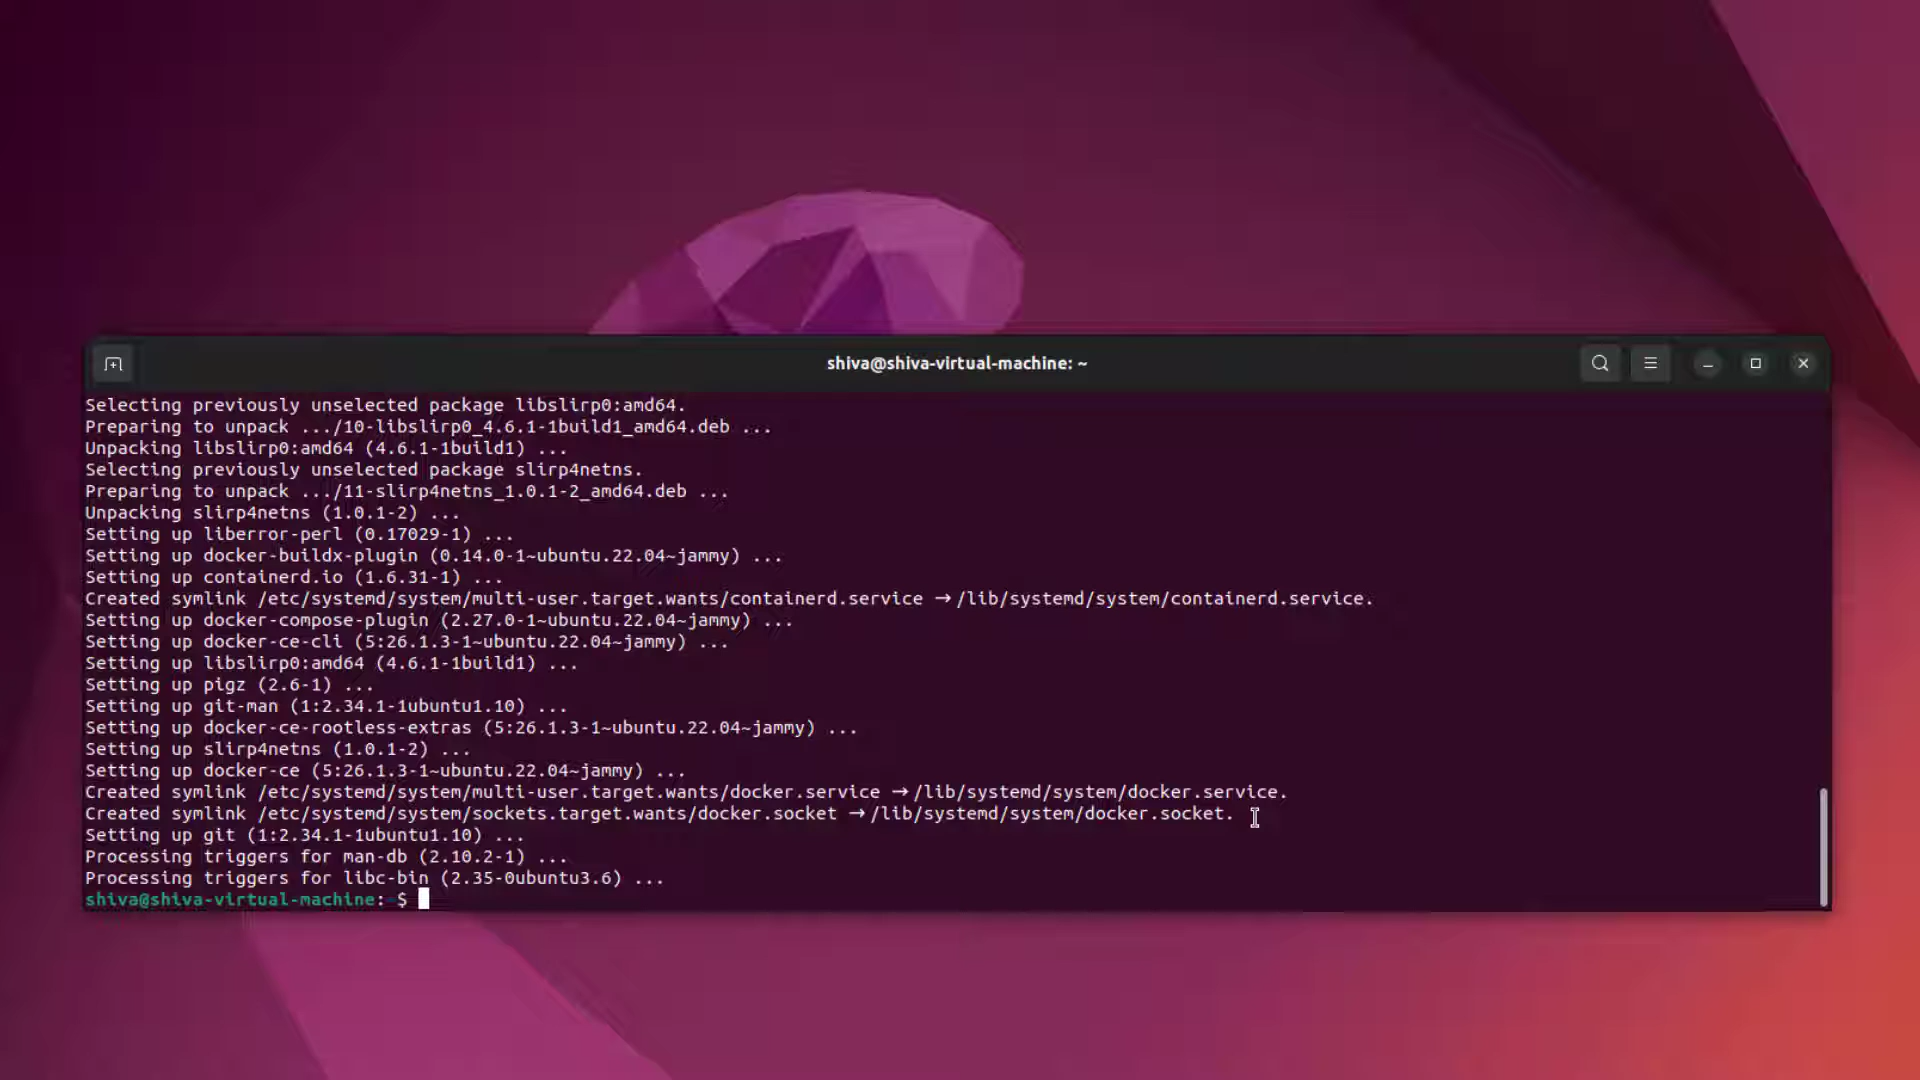 shiva@shiva-virtual-machine: ~
Selecting previously unselected package libslirp0:amd64.
Preparing to unpack .../10-libslirp0_4.6.1-1build1_amd64.deb ...
Unpacking libslirp0:amd64 (4.6.1-1build1) ...
Selecting previously unselected package slirp4netns.
Preparing to unpack .../11-slirp4netns_1.0.1-2_amd64.deb ...
Unpacking slirp4netns (1.0.1-2) ...
Setting up liberror-perl (0.17029-1) ...
Setting up docker-buildx-plugin (0.14.0-1~ubuntu.22.04~jammy) ...
Setting up containerd.io (1.6.31-1) ...
Created symlink /etc/systemd/system/multi-user.target.wants/containerd.service → /lib/systemd/system/containerd.service.
Setting up docker-compose-plugin (2.27.0-1~ubuntu.22.04~jammy) ...
Setting up docker-ce-cli (5:26.1.3-1~ubuntu.22.04~jammy) ...
Setting up libslirp0:amd64 (4.6.1-1build1) ...
Setting up pigz (2.6-1) ...
Setting up git-man (1:2.34.1-1ubuntu1.10) ...
Setting up docker-ce-rootless-extras (5:26.1.3-1~ubuntu.22.04~jammy) ...
Setting up slirp4netns (1.0.1-2) ...
Setting up docker-ce (5:26.1.3-1~ubuntu.22.04~jammy) ...
Created symlink /etc/systemd/system/multi-user.target.wants/docker.service → /lib/systemd/system/docker.service.
Created symlink /etc/systemd/system/sockets.target.wants/docker.socket → /lib/systemd/system/docker.socket.
Setting up git (1:2.34.1-1ubuntu1.10) ...
Processing triggers for man-db (2.10.2-1) ...
Processing triggers for libc-bin (2.35-0ubuntu3.6) ...
shiva@shiva-virtual-machine:~$